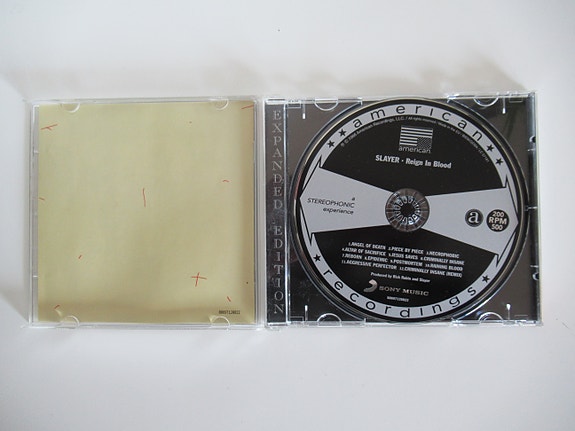 EXPANDED EDITION
american
american
SLAYER · Reign In Blood
a
STEREOPHONIC
experience
a
200
RPM
500
1.ANGEL OF DEATH 2.PIECE BY PIECE 3.NECROPHOBIC
4.ALTAR OF SACRIFICE 5.JESUS SAVES 6.CRIMINALLY INSANE
7.REBORN 8.EPIDEMIC 9.POSTMORTEM 10.RAINING BLOOD
11.AGGRESSIVE PERFECTOR 12.CRIMINALLY INSANE (REMIX)
Produced by Rick Rubin and Slayer
SONY MUSIC
recordings